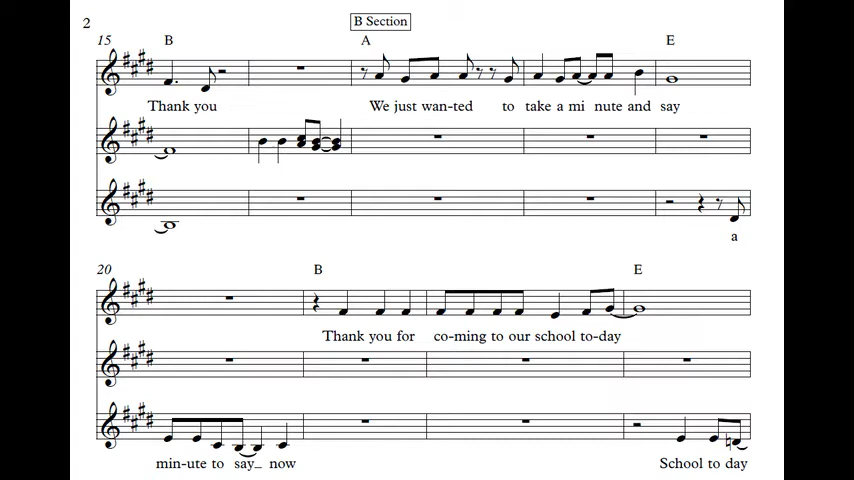 2
B Section
15 B A E
Thank you We just wan-ted to take a mi nute and say
a
20 B E
Thank you for co-ming to our school to-day
min-ute to say_ now School to day